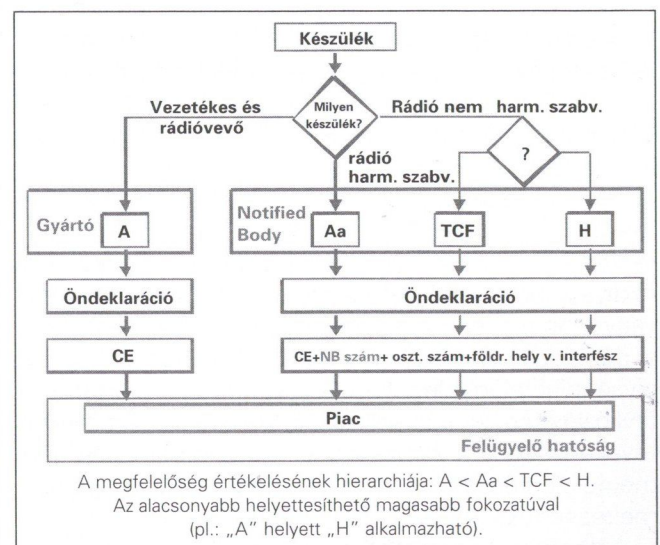 Készülék
Milyen
készülék?
Vezetékes és
rádióvevő
Rádió nem harm. szabv.
rádió
harm. szabv.
?
Gyártó
A
Notified
Body
Aa
TCF
H
Öndeklaráció
Öndeklaráció
CE
CE+NB szám+ oszt. szám+földr. hely v. interfész
Piac
Felügyelő hatóság
A megfelelőség értékelésének hierarchiája: A < Aa < TCF < H.
Az alacsonyabb helyettesíthető magasabb fokozatúval
(pl.: „A” helyett „H” alkalmazható).